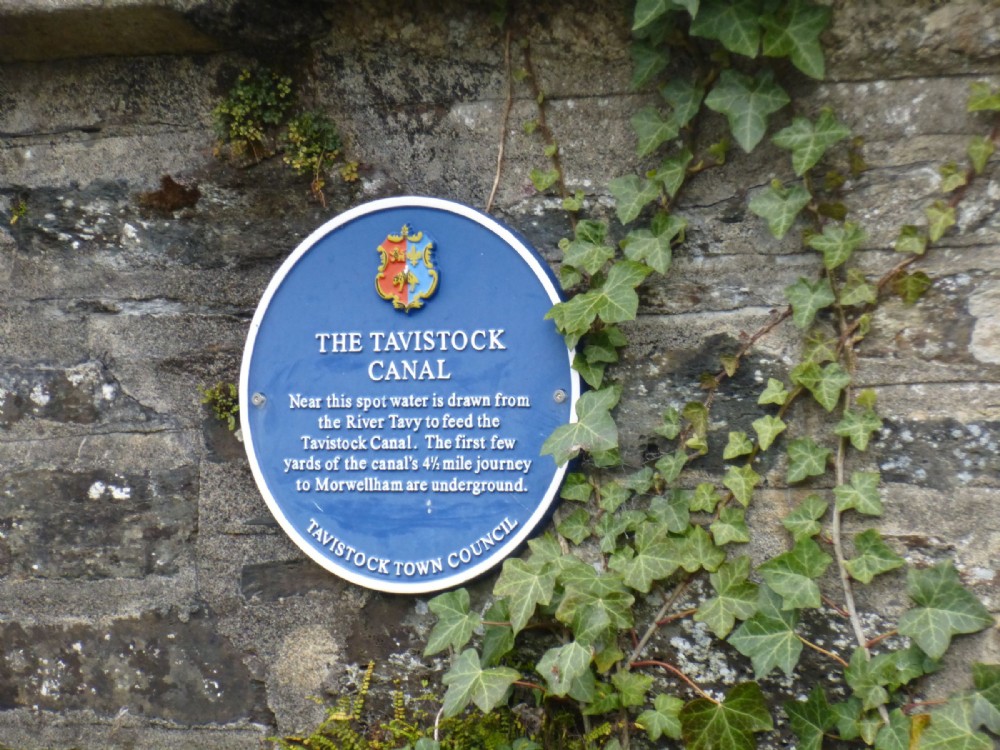 THE TAVISTOCK
CANAL
Near this spot water is drawn from
the River Tavy to feed the
Tavistock Canal. The first few
yards of the canal's 4½ mile journey
to Morwellham are underground.
TAVISTOCK TOWN COUNCIL